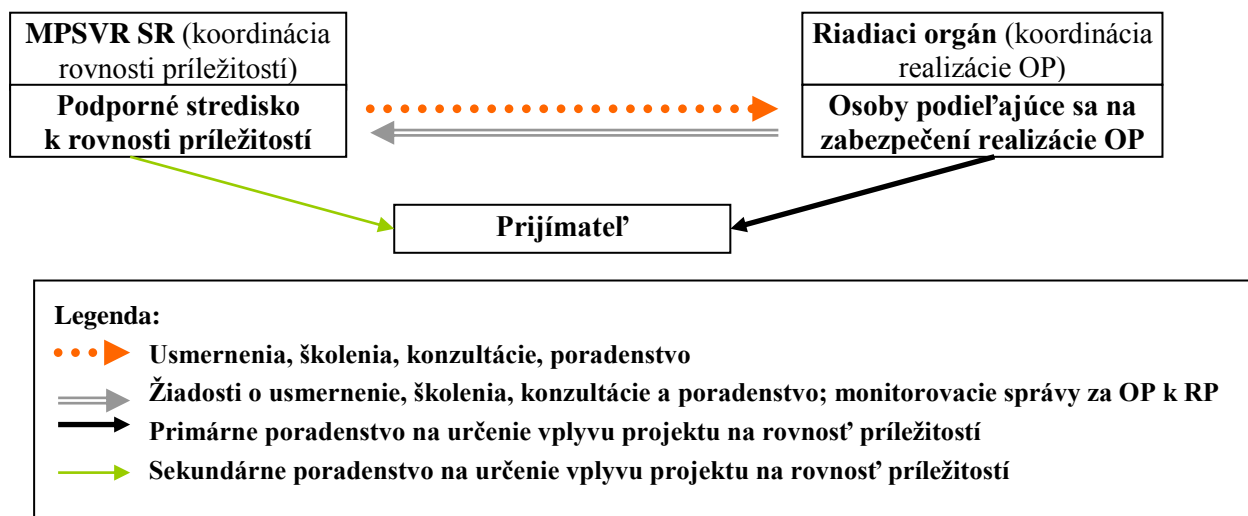 MPSVR SR (koordinácia
rovnosti príležitostí)
Podporné stredisko
k rovnosti príležitostí
Riadiaci orgán (koordinácia
realizácie OP)
Osoby podieľajúce sa na
zabezpečení realizácie OP
Prijímateľ
Legenda:
Usmernenia, školenia, konzultácie, poradenstvo
Žiadosti o usmernenie, školenia, konzultácie a poradenstvo; monitorovacie správy za OP k RP
Primárne poradenstvo na určenie vplyvu projektu na rovnosť príležitostí
Sekundárne poradenstvo na určenie vplyvu projektu na rovnosť príležitostí